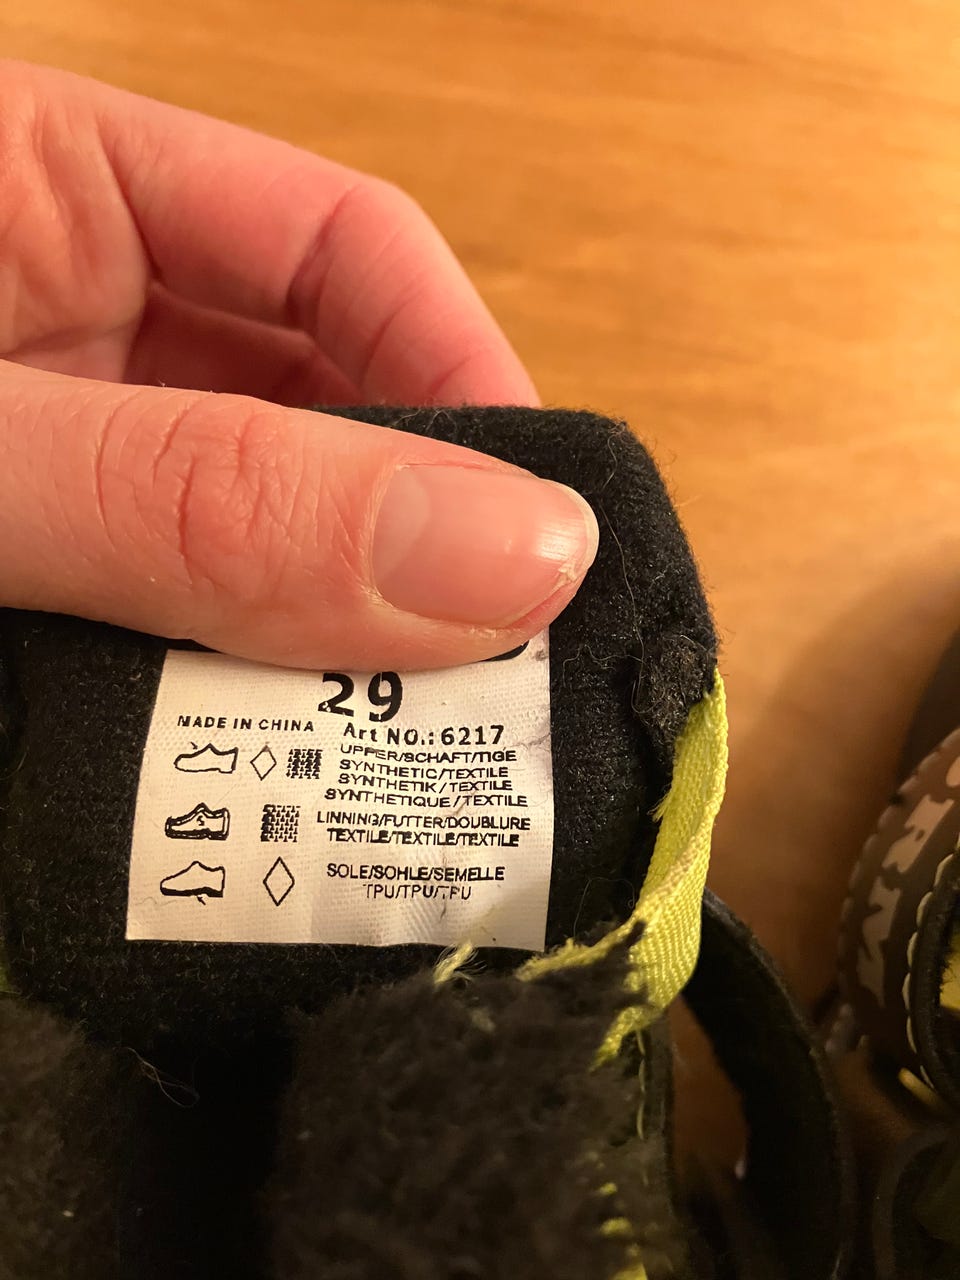 29
MADE IN CHINA
Art NO.: 6217
UPPER/SCHAFT/TIGE
SYNTHETIC/TEXTILE
SYNTHETIK/TEXTILE
SYNTHETIQUE/TEXTILE
LINNING/FUTTER/DOUBLURE
TEXTILE/TEXTILE/TEXTILE
SOLE/SOHLE/SEMELLE
TPU/TPU/TPU